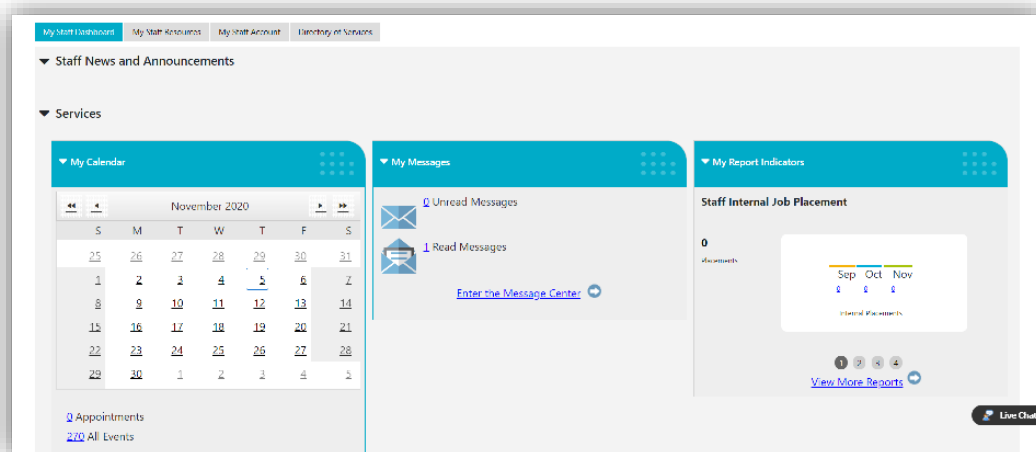 My Staff Dashboard My Staff Resources My Staff Account Directory of Services
Staff News and Announcements
Services
My Calendar
November 2020
S M T W T F S
25 26 27 28 29 30 31
1 2 3 4 5 6 7
8 9 10 11 12 13 14
15 16 17 18 19 20 21
22 23 24 25 26 27 28
29 30 1 2 3 4 5
0 Appointments
270 All Events
My Messages
0 Unread Messages
1 Read Messages
Enter the Message Center
My Report Indicators
Staff Internal Job Placement
0
Placements
Sep Oct Nov
0 0 0
Internal Placements
1 2 3 4
View More Reports
Live Chat